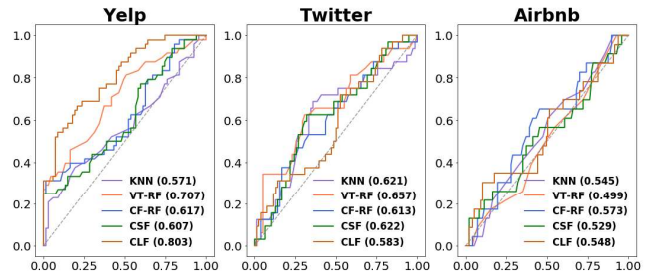 Yelp
1.0
0.8
0.6
0.4
0.2
0.0
KNN (0.571)
VT-RF (0.707)
CF-RF (0.617)
CSF (0.607)
CLF (0.803)
0.00 0.25 0.50 0.75 1.00
Twitter
1.0
0.8
0.6
0.4
0.2
0.0
KNN (0.621)
VT-RF (0.657)
CF-RF (0.613)
CSF (0.622)
CLF (0.583)
0.00 0.25 0.50 0.75 1.00
Airbnb
1.0
0.8
0.6
0.4
0.2
0.0
KNN (0.545)
VT-RF (0.499)
CF-RF (0.573)
CSF (0.529)
CLF (0.548)
0.00 0.25 0.50 0.75 1.00